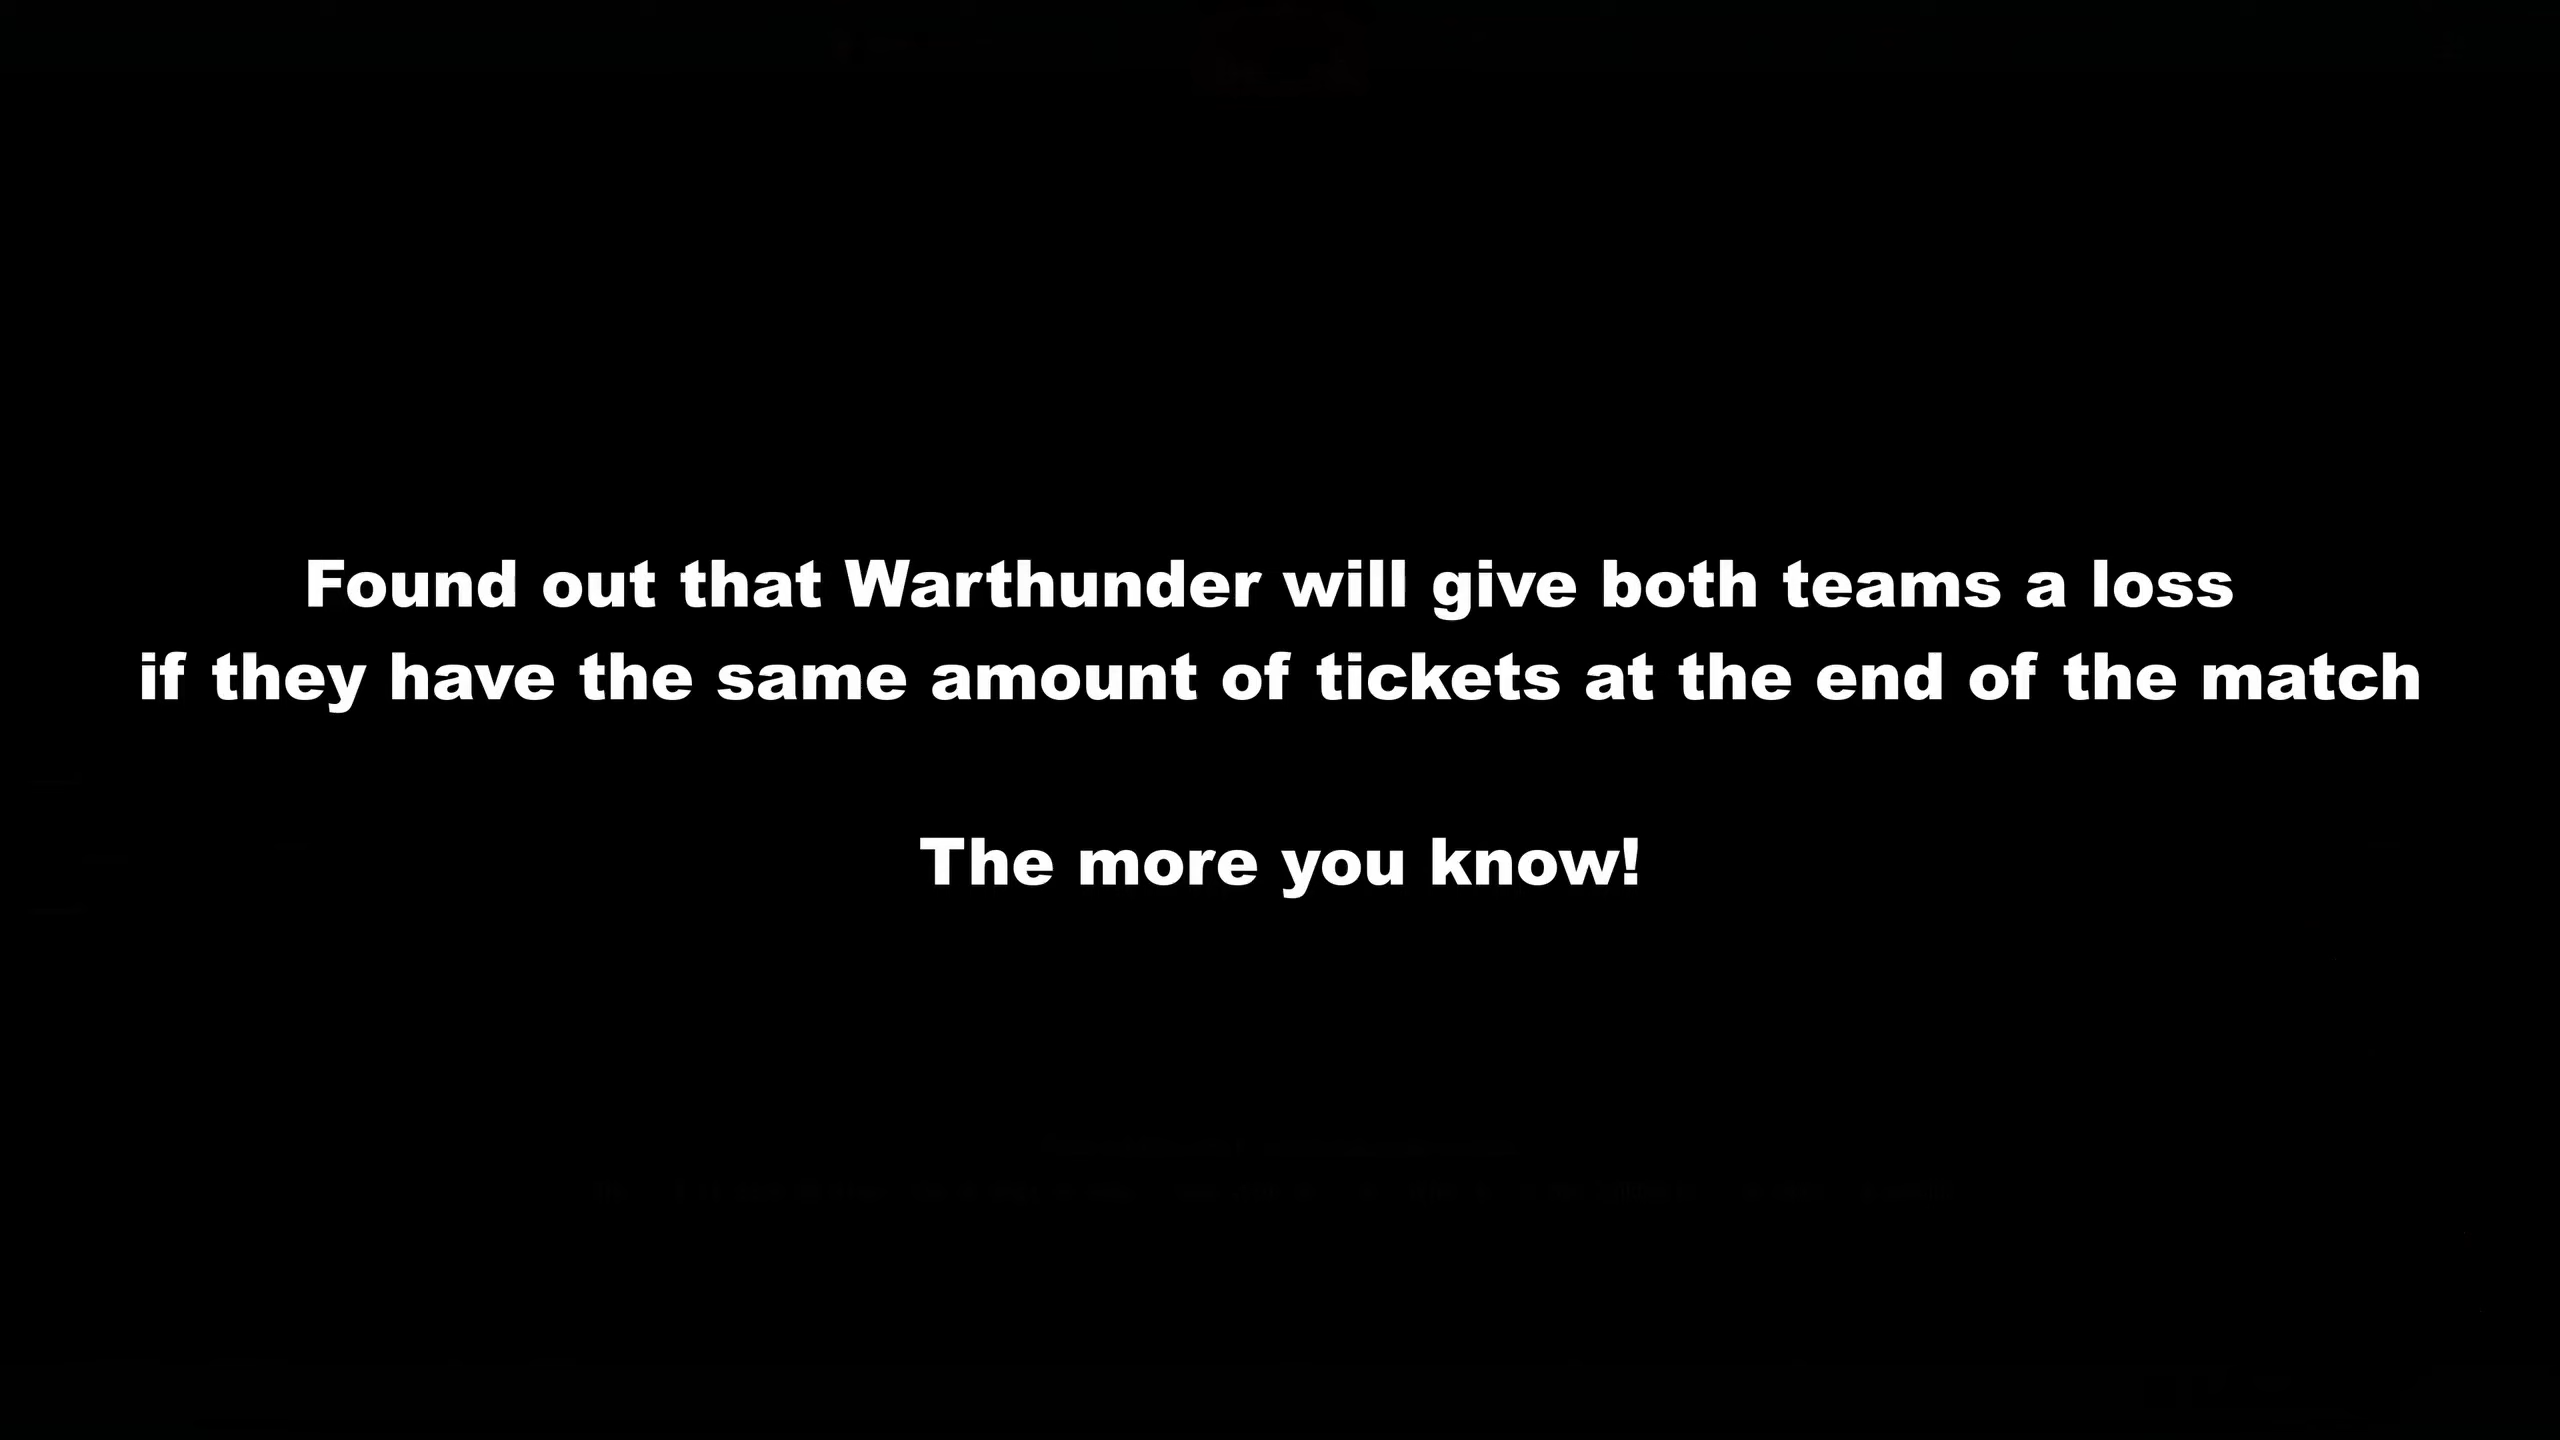 Found out that Warthunder will give both teams a loss
if they have the same amount of tickets at the end of the match
The more you know!